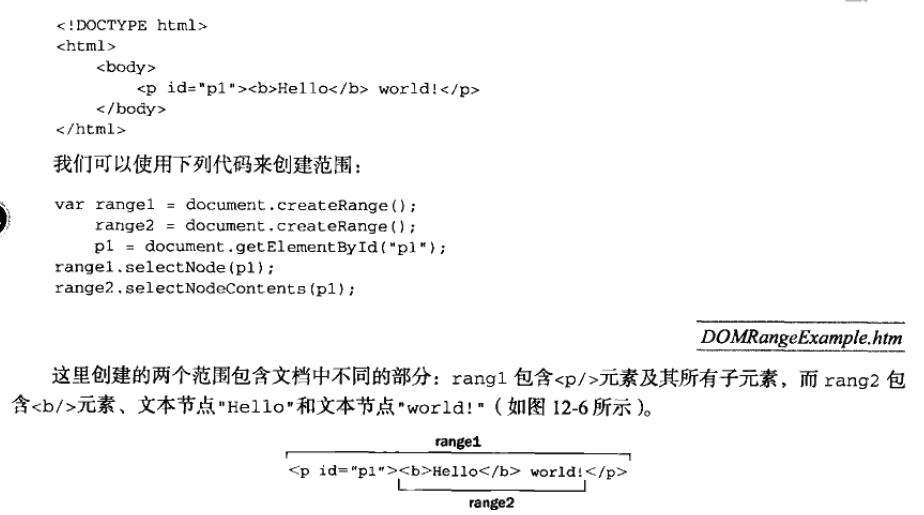 <!DOCTYPE html>
<html>
<body>
<p id="p1"><b>Hello</b> world!</p>
</body>
</html>
我们可以使用下列代码来创建范围：
var range1 = document.createRange();
range2 = document.createRange();
p1 = document.getElementById("p1");
range1.selectNode(p1);
range2.selectNodeContents(p1);
DOMRangeExample.htm
这里创建的两个范围包含文档中不同的部分：rang1 包含<p/>元素及其所有子元素，而 rang2 包
含<b/>元素、文本节点"Hello"和文本节点"world!"（如图 12-6 所示）。
range1
<p id="p1"><b>Hello</b> world!</p>
range2